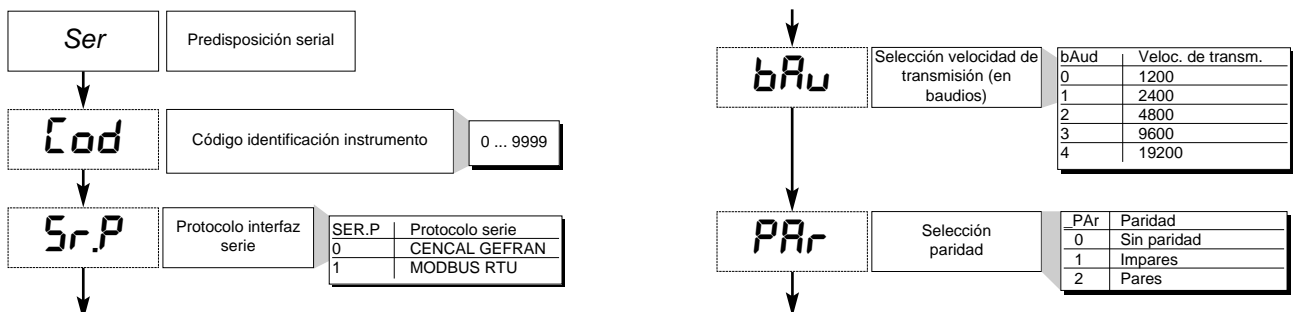 Ser
Predisposición serial
Cod
Código identificación instrumento
0 ... 9999
Sr.P
Protocolo interfaz
serie
SER.P Protocolo serie
0 CENCAL GEFRAN
1 MODBUS RTU
bAu
Selección velocidad de
transmisión (en
baudios)
bAud Veloc. de transm.
0 1200
1 2400
2 4800
3 9600
4 19200
PAr
Selección
paridad
_PAr Paridad
0 Sin paridad
1 Impares
2 Pares